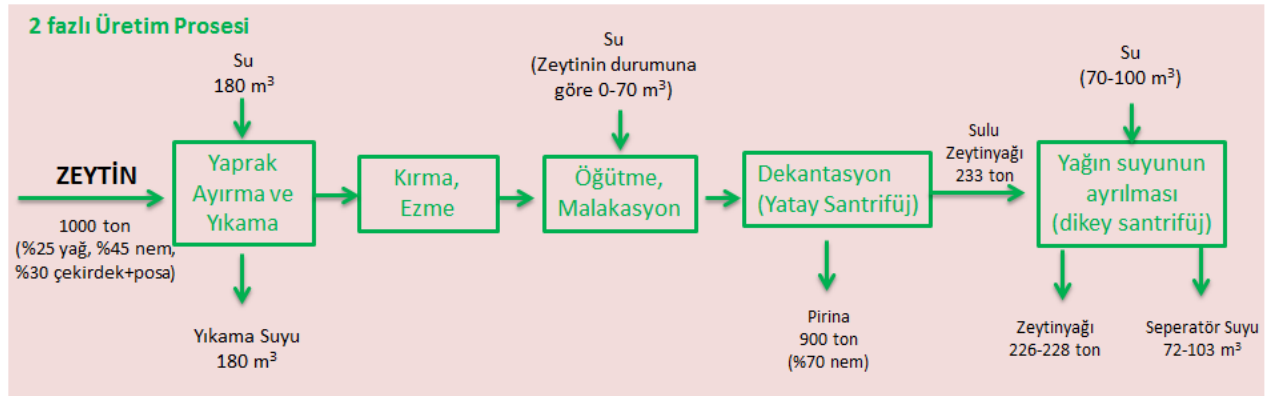 2 fazlı Üretim Prosesi
Su
180 m³
Su
(Zeytinin durumuna
göre 0-70 m³)
Su
(70-100 m³)
ZEYTİN
1000 ton
(%25 yağ, %45 nem,
%30 çekirdek+posa)
Yaprak
Ayırma ve
Yıkama
Kırma,
Ezme
Öğütme,
Malakasyon
Dekantasyon
(Yatay Santrifüj)
Sulu
Zeytinyağı
233 ton
Yağın suyunun
ayrılması
(dikey santrifüj)
Yıkama Suyu
180 m³
Pirina
900 ton
(%70 nem)
Zeytinyağı
226-228 ton
Seperatör Suyu
72-103 m³